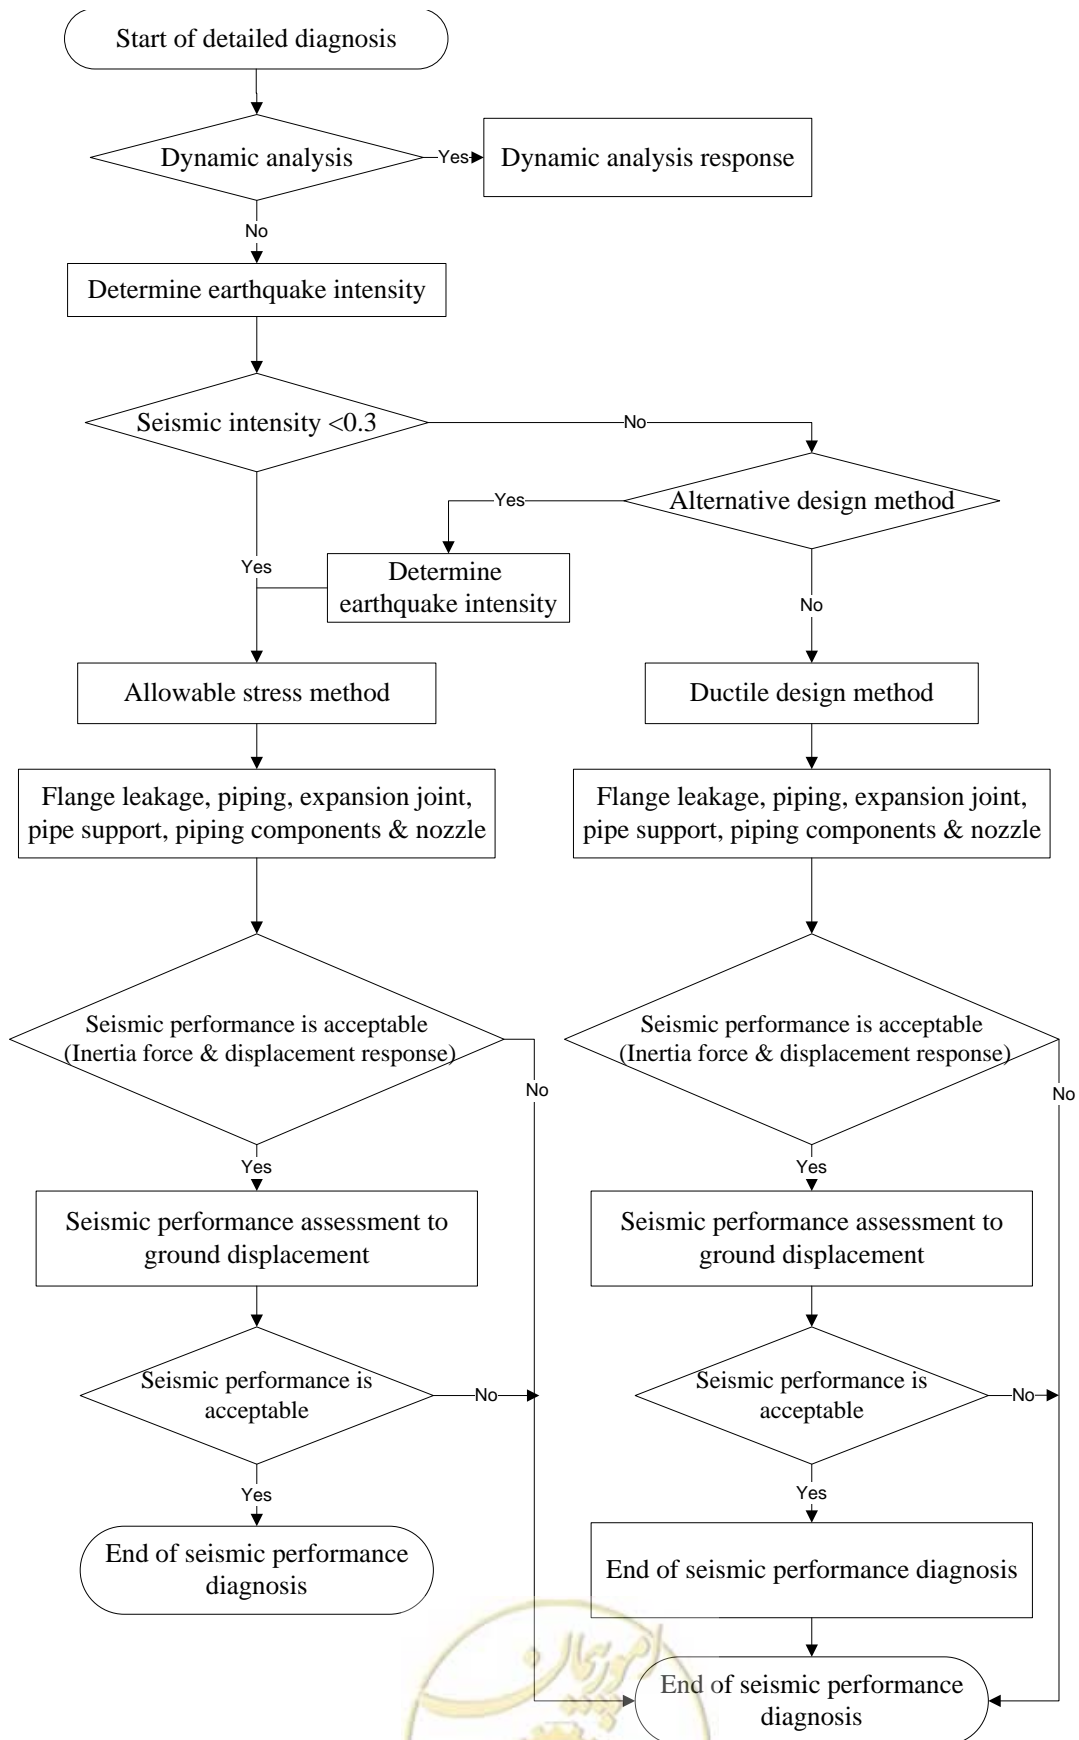 Start of detailed diagnosis
Dynamic analysis
Yes
Dynamic analysis response
No
Determine earthquake intensity
Seismic intensity <0.3
No
Alternative design method
Yes
Yes
Determine
earthquake intensity
No
Allowable stress method
Ductile design method
Flange leakage, piping, expansion joint,
pipe support, piping components & nozzle
Flange leakage, piping, expansion joint,
pipe support, piping components & nozzle
Seismic performance is acceptable
(Inertia force & displacement response)
No
Seismic performance is acceptable
(Inertia force & displacement response)
No
Yes
Yes
Seismic performance assessment to
ground displacement
Seismic performance assessment to
ground displacement
Seismic performance is
acceptable
No
Seismic performance is
acceptable
No
Yes
Yes
End of seismic performance
diagnosis
End of seismic performance diagnosis
End of seismic performance
diagnosis